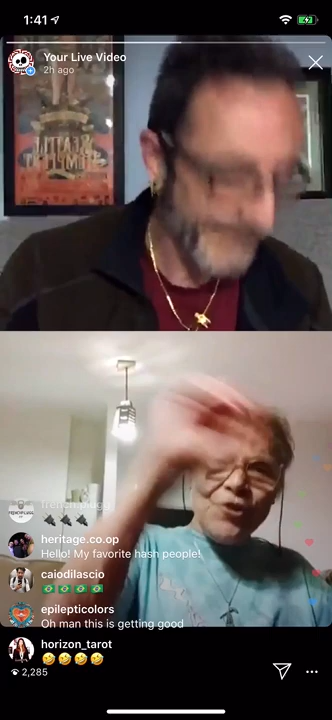 1:41
Your Live Video
2h ago
heritage.co.op
Hello! My favorite hash people!
caiodilascio
🇧🇷 🇧🇷 🇧🇷 🇧🇷
epilepticolors
Oh man this is getting good
horizon_tarot
🤣🤣🤣🤣
2,285